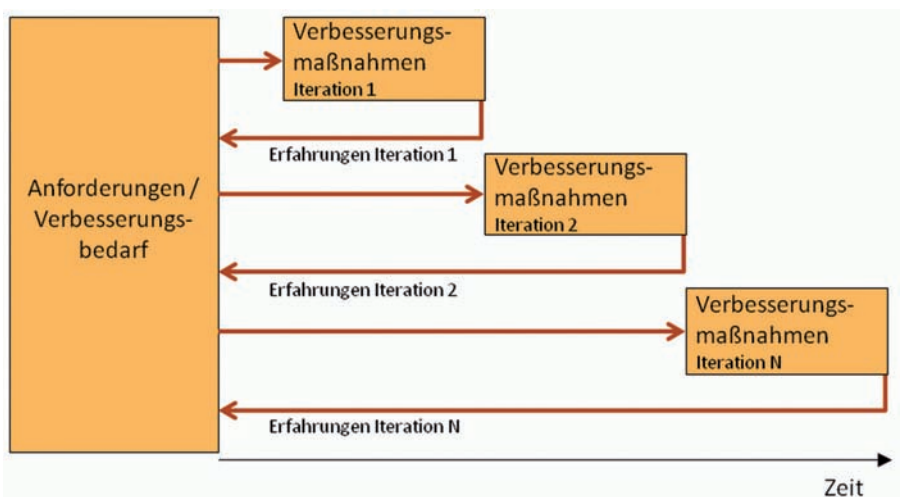 Verbesserungs-
maßnahmen
Iteration 1
Erfahrungen Iteration 1
Anforderungen /
Verbesserungs-
bedarf
Verbesserungs-
maßnahmen
Iteration 2
Erfahrungen Iteration 2
Verbesserungs-
maßnahmen
Iteration N
Erfahrungen Iteration N
Zeit